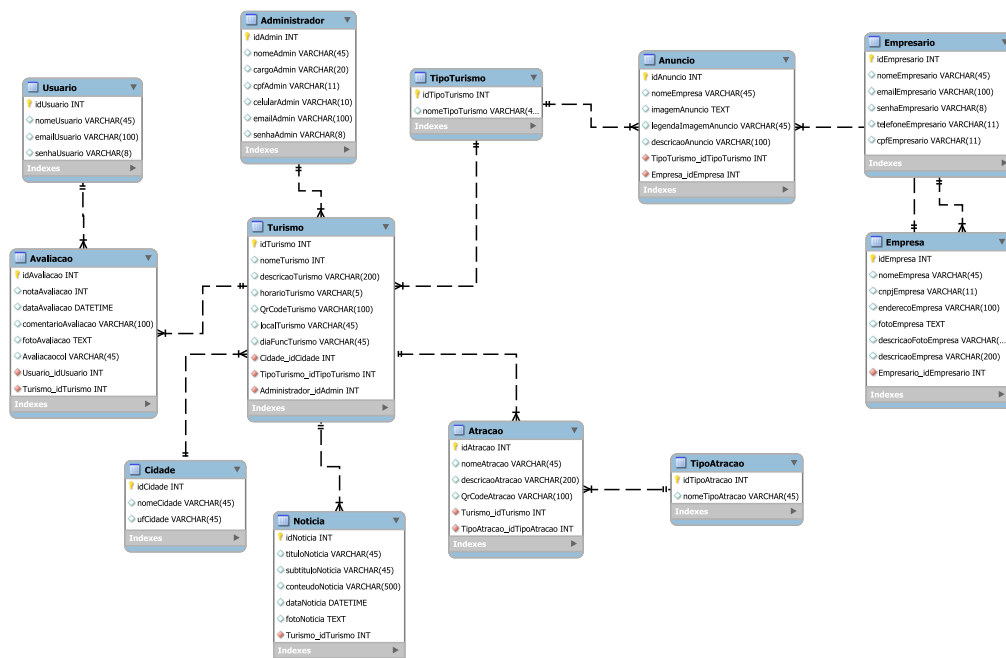 Administrador
idAdmin INT
nomeAdmin VARCHAR(45)
cargoAdmin VARCHAR(20)
cpfAdmin VARCHAR(11)
celularAdmin VARCHAR(10)
emailAdmin VARCHAR(100)
senhaAdmin VARCHAR(8)
Indexes
Usuario
idUsuario INT
nomeUsuario VARCHAR(45)
emailUsuario VARCHAR(100)
senhaUsuario VARCHAR(8)
Indexes
TipoTurismo
idTipoTurismo INT
nomeTipoTurismo VARCHAR(4...
Indexes
Anuncio
idAnuncio INT
nomeEmpresa VARCHAR(45)
imagemAnuncio TEXT
legendaImagemAnuncio VARCHAR(45)
descricaoAnuncio VARCHAR(100)
TipoTurismo_idTipoTurismo INT
Empresa_idEmpresa INT
Indexes
Empresario
idEmpresario INT
nomeEmpresario VARCHAR(45)
emailEmpresario VARCHAR(100)
senhaEmpresario VARCHAR(8)
telefoneEmpresario VARCHAR(11)
cpfEmpresario VARCHAR(11)
Indexes
Avaliacao
idAvaliacao INT
notaAvaliacao INT
dataAvaliacao DATETIME
comentarioAvaliacao VARCHAR(100)
fotoAvaliacao TEXT
Avaliacaocol VARCHAR(45)
Usuario_idUsuario INT
Turismo_idTurismo INT
Indexes
Turismo
idTurismo INT
nomeTurismo INT
descricaoTurismo VARCHAR(200)
horarioTurismo VARCHAR(5)
QrCodeTurismo VARCHAR(100)
localTurismo VARCHAR(45)
diaFuncTurismo VARCHAR(45)
Cidade_idCidade INT
TipoTurismo_idTipoTurismo INT
Administrador_idAdmin INT
Indexes
Empresa
idEmpresa INT
nomeEmpresa VARCHAR(45)
cnpjEmpresa VARCHAR(11)
enderecoEmpresa VARCHAR(100)
fotoEmpresa TEXT
descricaoFotoEmpresa VARCHAR(...
descricaoEmpresa VARCHAR(200)
Empresario_idEmpresario INT
Indexes
Cidade
idCidade INT
nomeCidade VARCHAR(45)
ufCidade VARCHAR(45)
Indexes
Noticia
idNoticia INT
tituloNoticia VARCHAR(45)
subtituloNoticia VARCHAR(45)
conteudoNoticia VARCHAR(500)
dataNoticia DATETIME
fotoNoticia TEXT
Turismo_idTurismo INT
Indexes
Atracao
idAtracao INT
nomeAtracao VARCHAR(45)
descricaoAtracao VARCHAR(200)
QrCodeAtracao VARCHAR(100)
Turismo_idTurismo INT
TipoAtracao_idTipoAtracao INT
Indexes
TipoAtracao
idTipoAtracao INT
nomeTipoAtracao VARCHAR(45)
Indexes